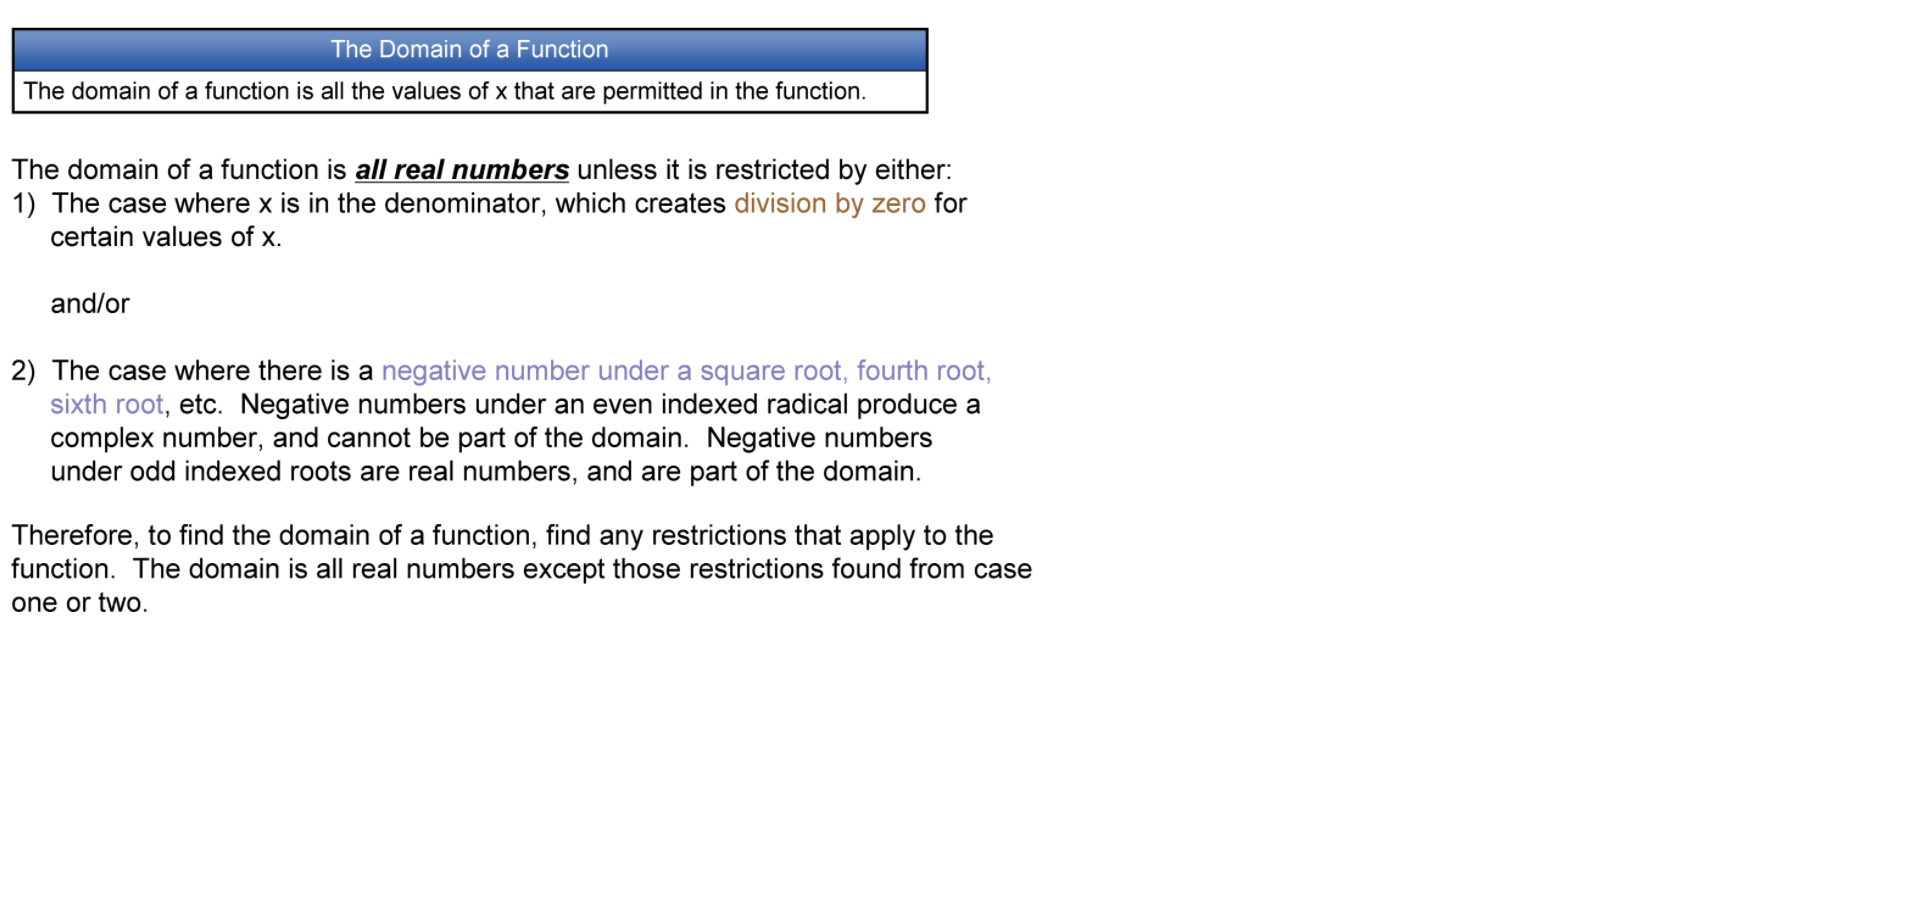 The Domain of a Function
The domain of a function is all the values of x that are permitted in the function.
The domain of a function is all real numbers unless it is restricted by either:
1) The case where x is in the denominator, which creates division by zero for
certain values of x.
and/or
2) The case where there is a negative number under a square root, fourth root,
sixth root, etc. Negative numbers under an even indexed radical produce a
complex number, and cannot be part of the domain. Negative numbers
under odd indexed roots are real numbers, and are part of the domain.
Therefore, to find the domain of a function, find any restrictions that apply to the
function. The domain is all real numbers except those restrictions found from case
one or two.